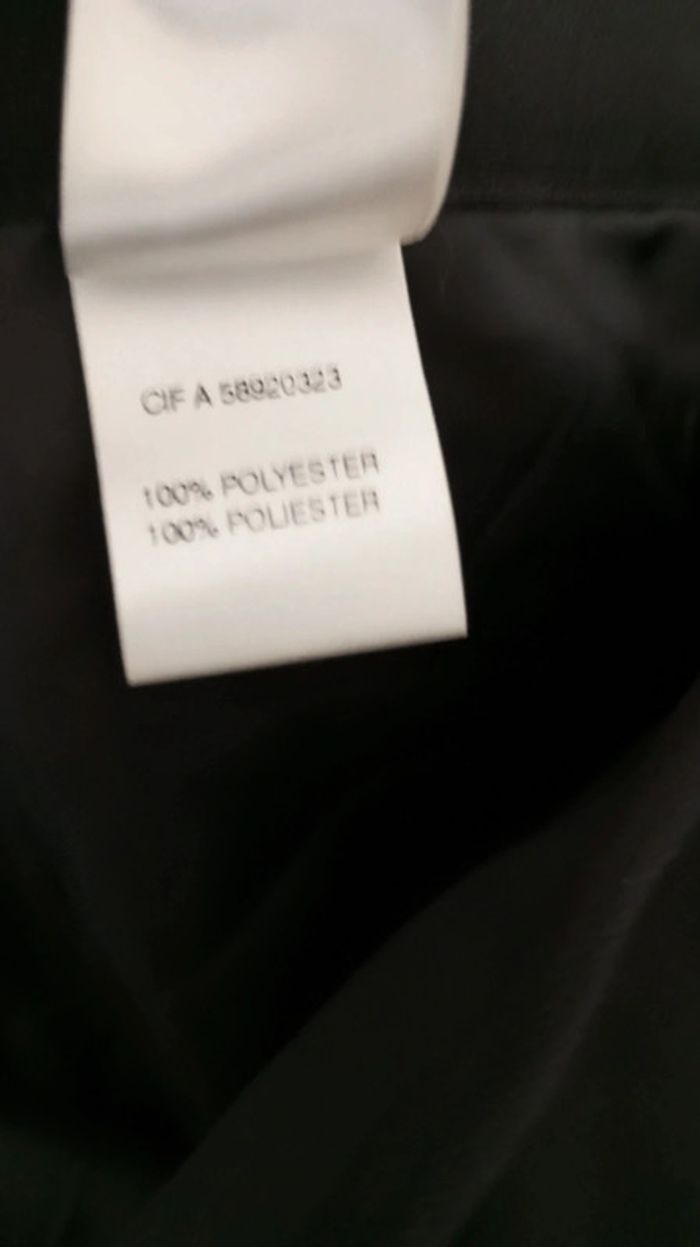 CIF A 58920323
100% POLYESTER
100% POLIESTER